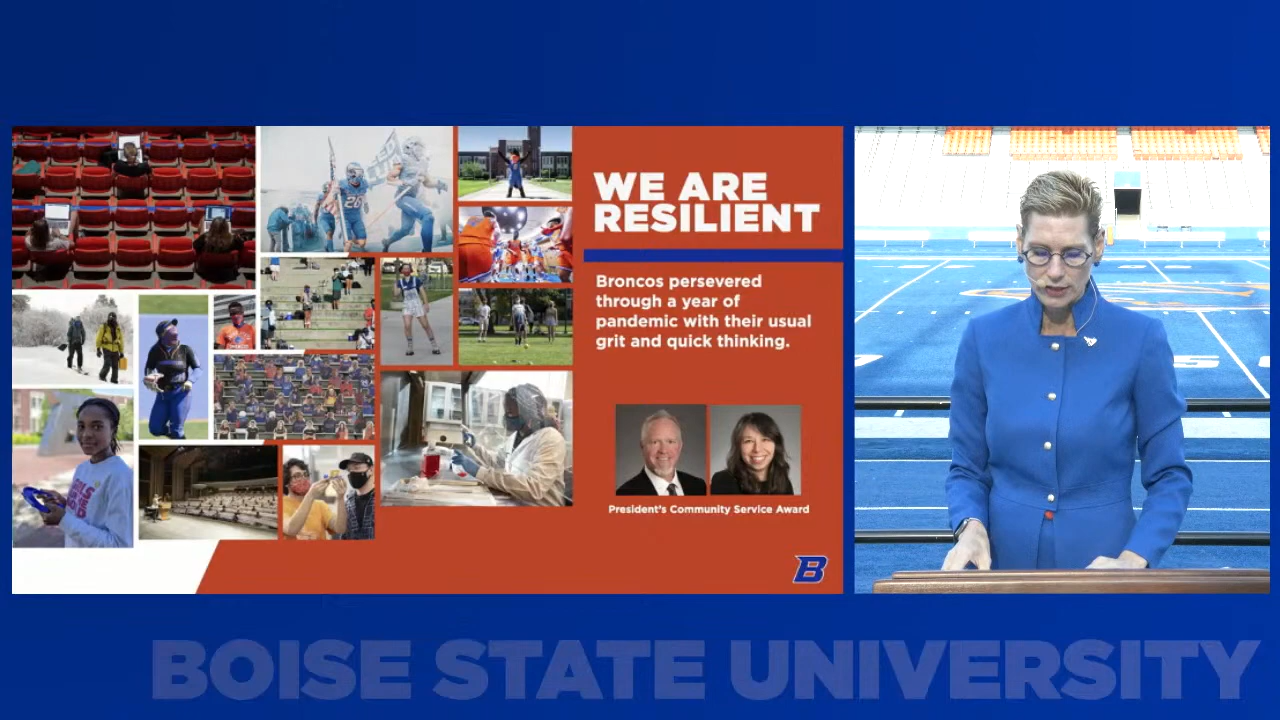 WE ARE
RESILIENT
Broncos persevered
through a year of
pandemic with their usual
grit and quick thinking.
President's Community Service Award
B
BOISE STATE UNIVERSITY
28